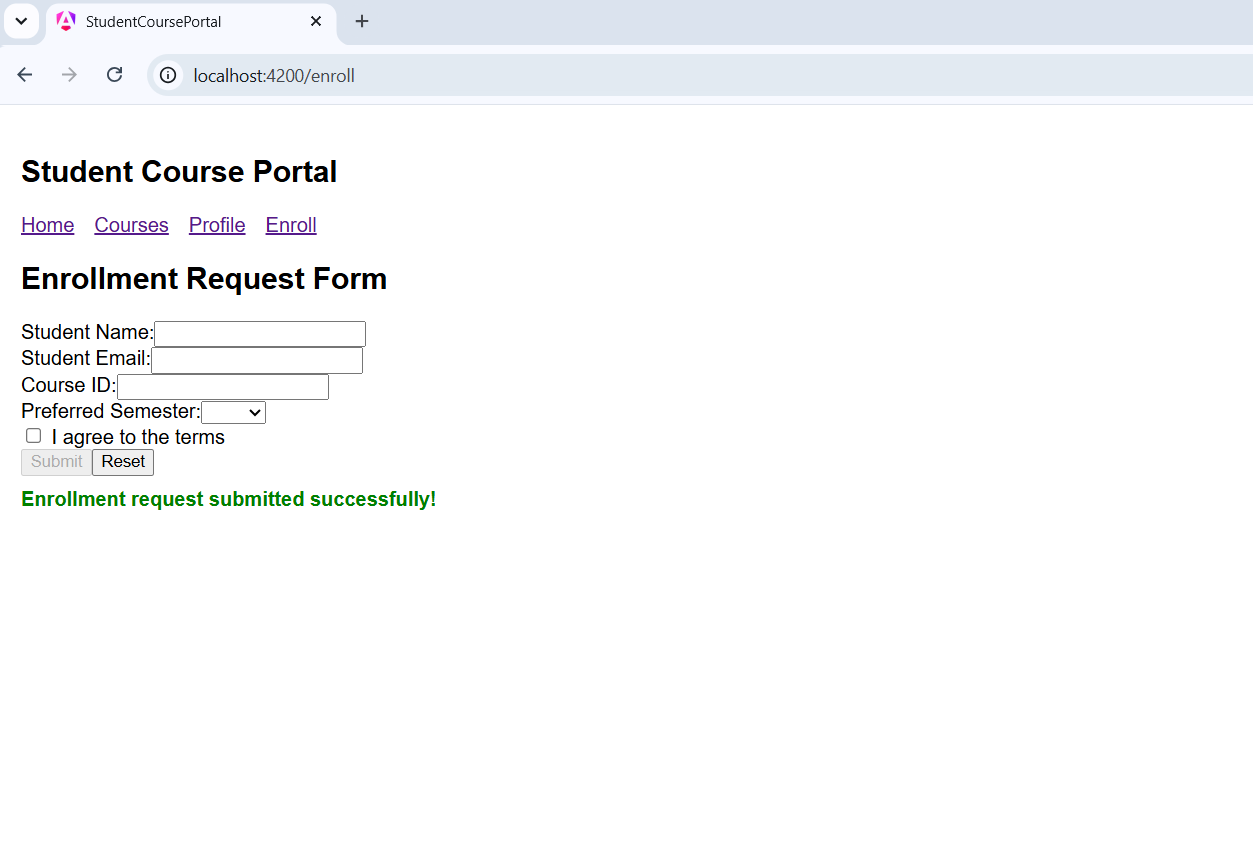 StudentCoursePortal
localhost:4200/enroll
Student Course Portal
Home Courses Profile Enroll
Enrollment Request Form
Student Name:
Student Email:
Course ID:
Preferred Semester:
I agree to the terms
Submit Reset
Enrollment request submitted successfully!